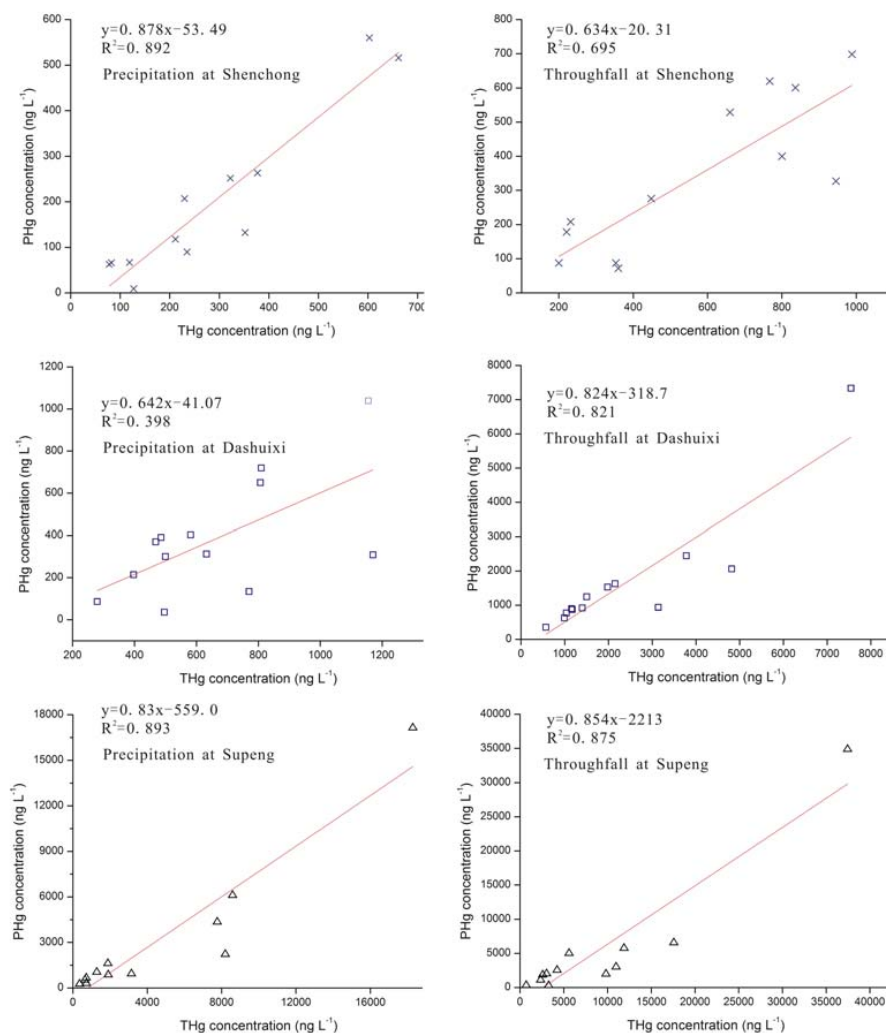 y=0. 878x−53. 49
R²=0. 892
Precipitation at Shenchong
PHg concentration (ng L⁻¹)
600
500
400
300
200
100
0
0 100 200 300 400 500 600 700
THg concentration (ng L⁻¹)
y=0. 634x−20. 31
R²=0. 695
Throughfall at Shenchong
PHg concentration (ng L⁻¹)
800
700
600
500
400
300
200
100
0
200 400 600 800 1000
THg concentration (ng L⁻¹)
y=0. 642x−41. 07
R²=0. 398
Precipitation at Dashuixi
PHg concentration (ng L⁻¹)
1200
1000
800
600
400
200
0
200 400 600 800 1000 1200
THg concentration (ng L⁻¹)
y=0. 824x−318. 7
R²=0. 821
Throughfall at Dashuixi
PHg concentration (ng L⁻¹)
8000
7000
6000
5000
4000
3000
2000
1000
0
0 1000 2000 3000 4000 5000 6000 7000 8000
THg concentration (ng L⁻¹)
y=0. 83x−559. 0
R²=0. 893
Precipitation at Supeng
PHg concentration (ng L⁻¹)
18000
15000
12000
9000
6000
3000
0
0 4000 8000 12000 16000
THg concentration (ng L⁻¹)
y=0. 854x−2213
R²=0. 875
Throughfall at Supeng
PHg concentration (ng L⁻¹)
40000
35000
30000
25000
20000
15000
10000
5000
0
0 5000 10000 15000 20000 25000 30000 35000 40000
THg concentration (ng L⁻¹)